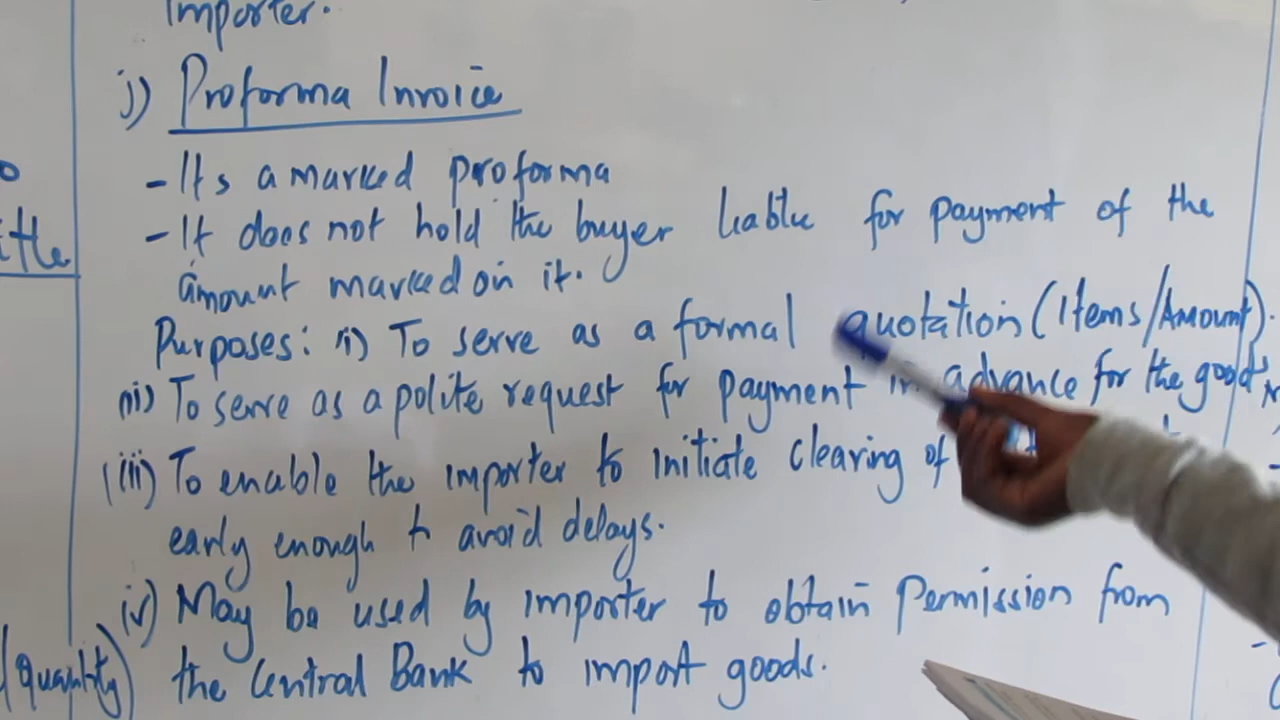 importer.
j) Proforma Invoice
- Its a marked proforma
- It does not hold the buyer liable for payment of the
amount marked on it.
Purposes: i) To serve as a formal quotation (Items/Amount).
(ii) To serve as a polite request for payment in advance for the goods
(iii) To enable the importer to initiate clearing of
early enough to avoid delays.
iv) May be used by importer to obtain permission from
the Central Bank to import goods.
(quantity)